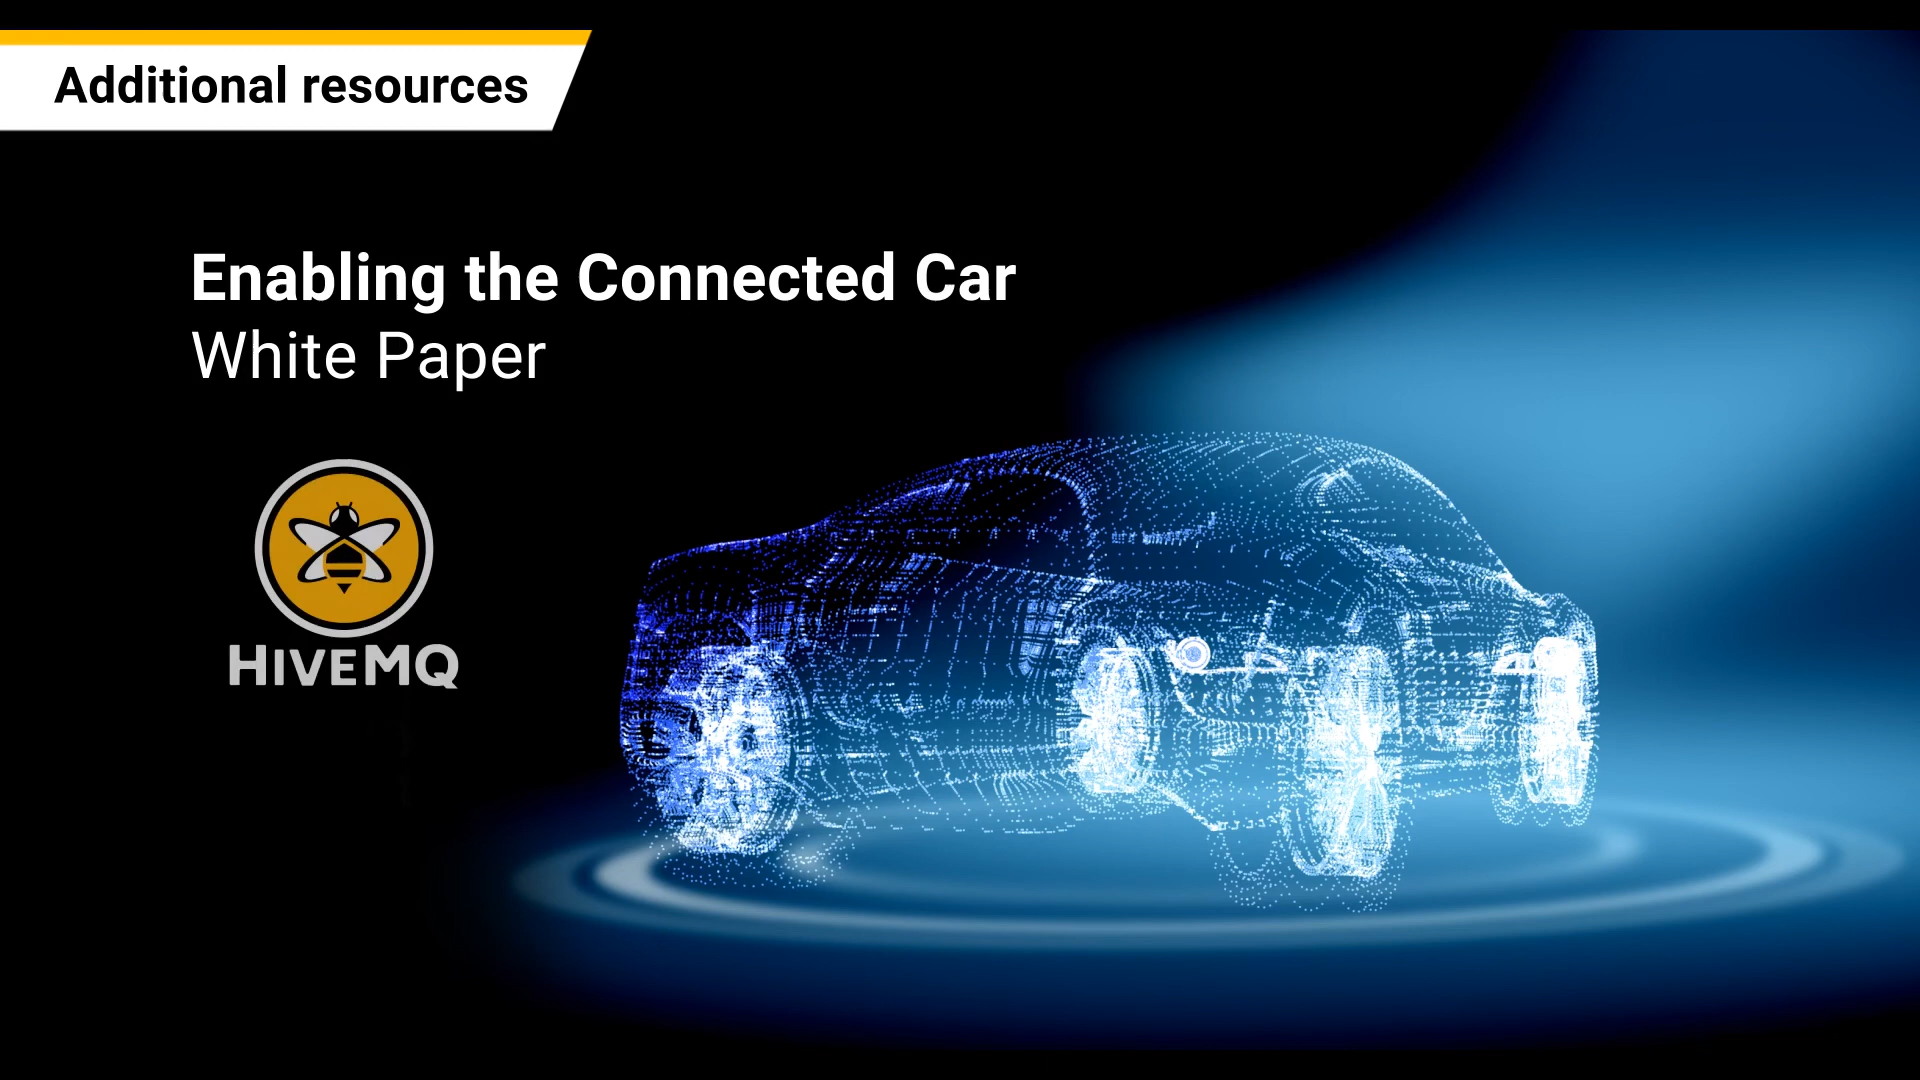 Additional resources
Enabling the Connected Car
White Paper
HIVEMQ